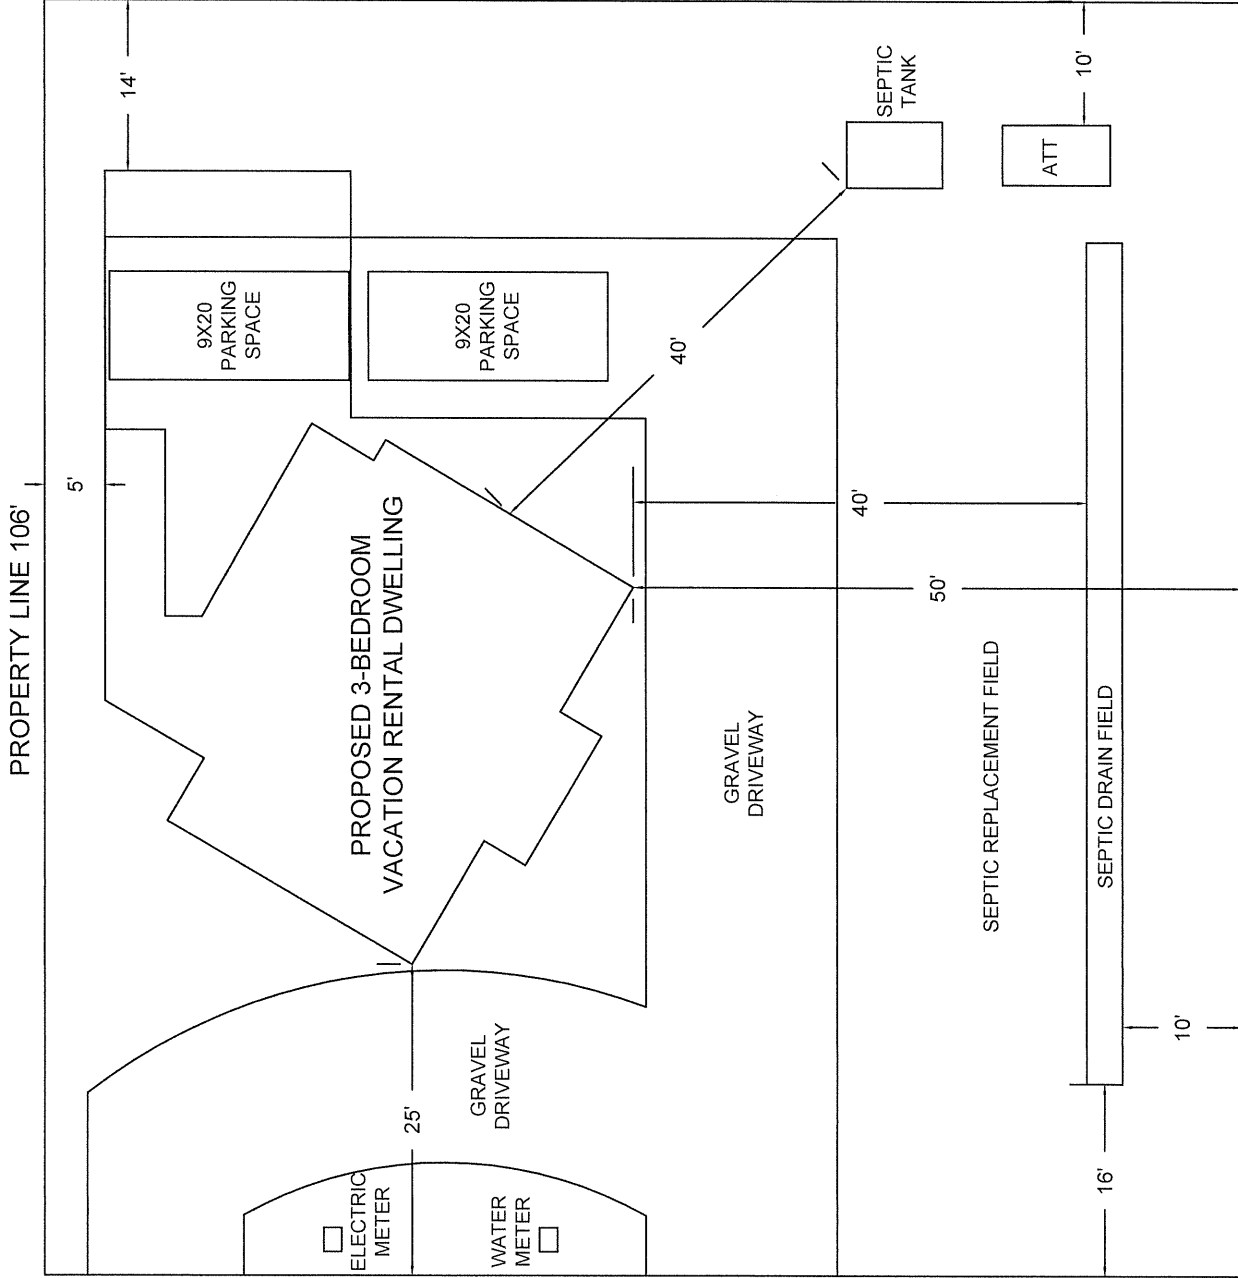 PROPERTY LINE 106'
5'
14'
9X20
PARKING
SPACE
9X20
PARKING
SPACE
SEPTIC
TANK
ATT
10'
40'
PROPOSED 3-BEDROOM
VACATION RENTAL DWELLING
40'
50'
GRAVEL
DRIVEWAY
SEPTIC REPLACEMENT FIELD
SEPTIC DRAIN FIELD
GRAVEL
DRIVEWAY
25'
ELECTRIC
METER
WATER
METER
16'
10'